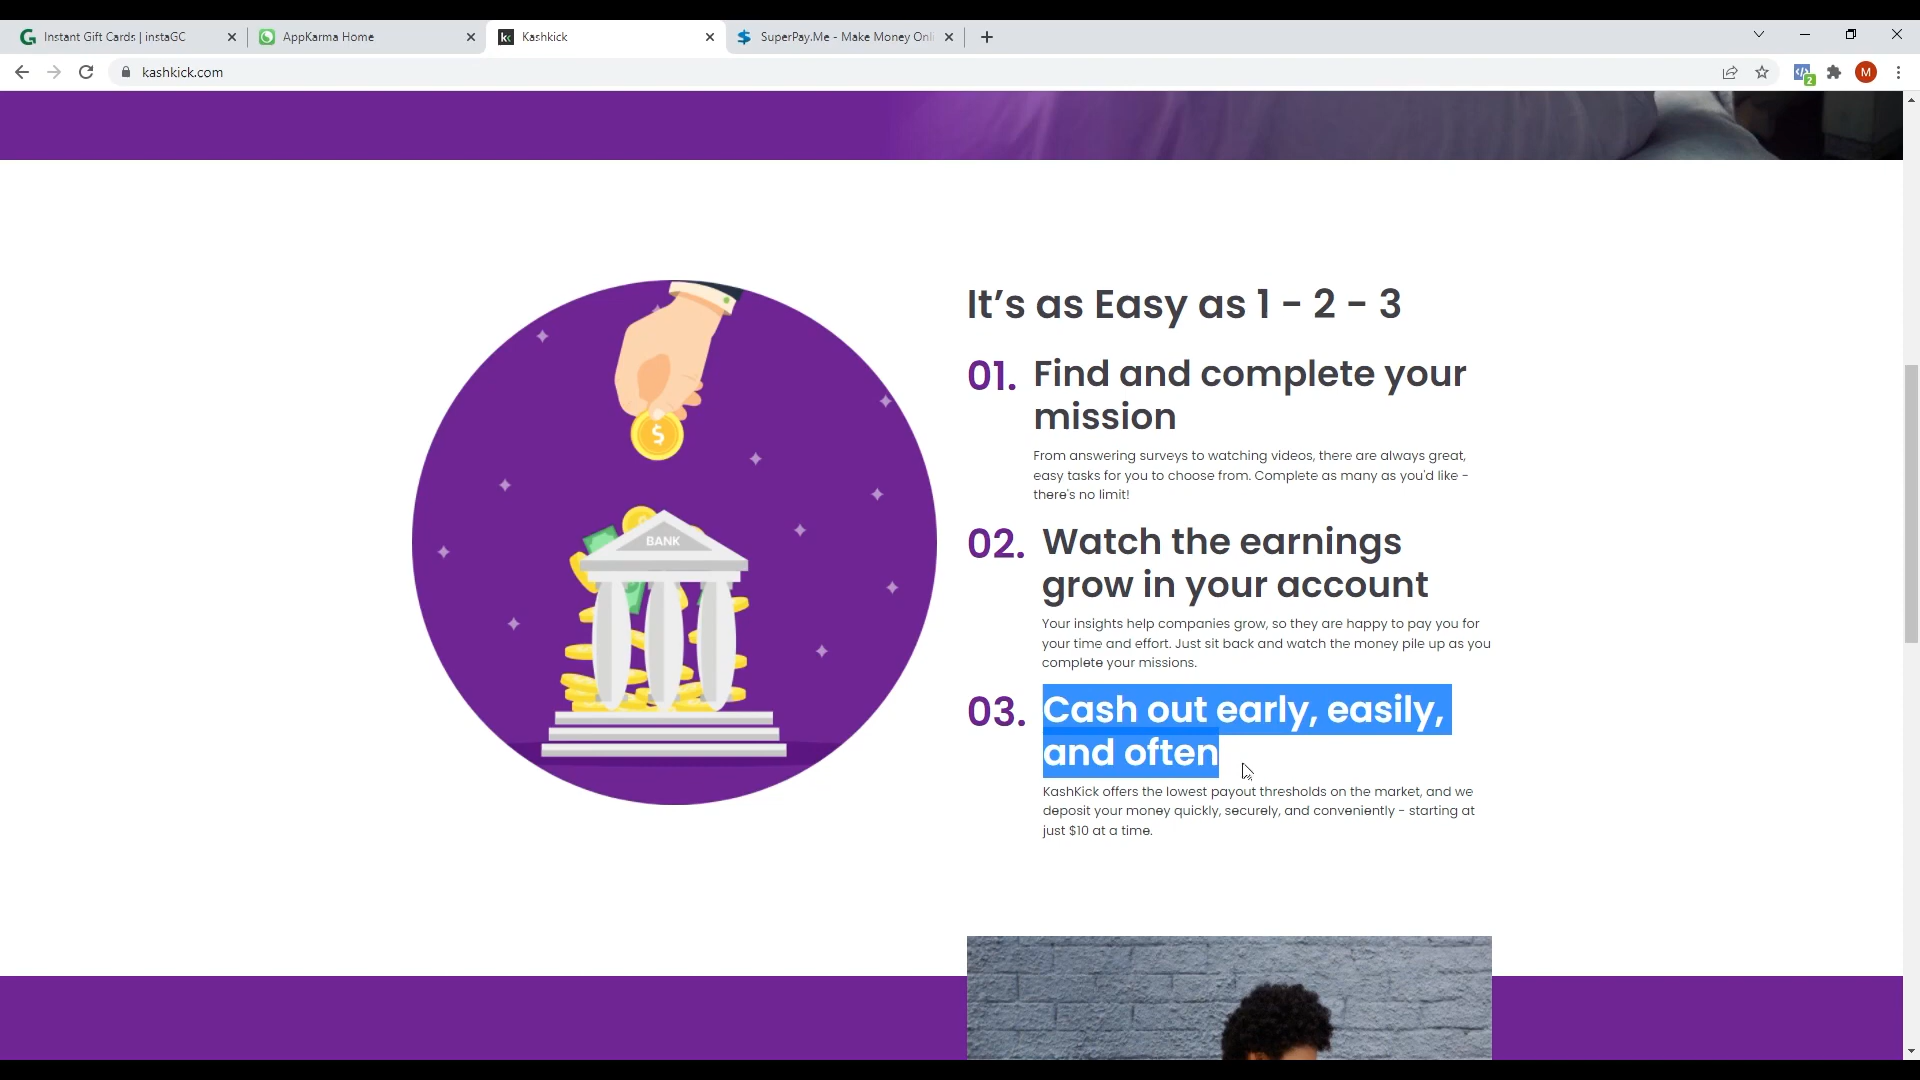 Instant Gift Cards | instaGC
AppKarma Home
Kashkick
SuperPay.Me - Make Money Onl
kashkick.com
2
M
It’s as Easy as 1 - 2 - 3
01. Find and complete your
mission
From answering surveys to watching videos, there are always great,
easy tasks for you to choose from. Complete as many as you'd like -
there's no limit!
02. Watch the earnings
grow in your account
Your insights help companies grow, so they are happy to pay you for
your time and effort. Just sit back and watch the money pile up as you
complete your missions.
03. Cash out early, easily,
and often
KashKick offers the lowest payout thresholds on the market, and we
deposit your money quickly, securely, and conveniently - starting at
just $10 at a time.
$
BANK